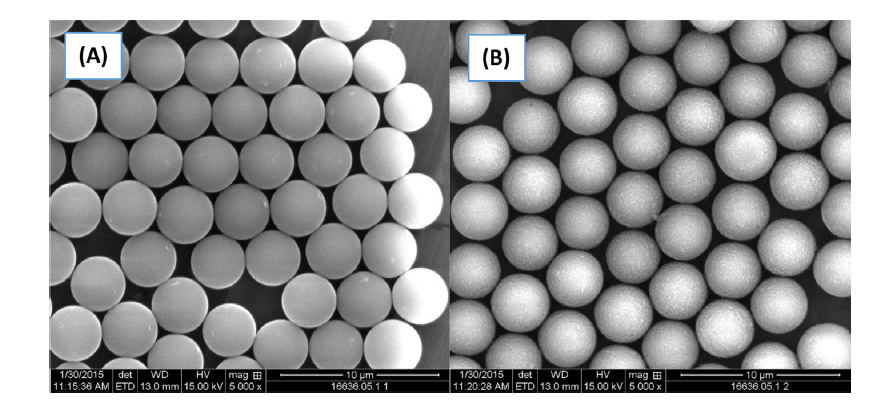 (A)
(B)
1/30/2015 det WD HV mag ⊞ 10 µm
11:15:36 AM ETD 13.0 mm 15.00 kV 5 000 x 16636.05.1 1
1/30/2015 det WD HV mag ⊞ 10 µm
11:20:28 AM ETD 13.0 mm 15.00 kV 5 000 x 16636.05.1 2